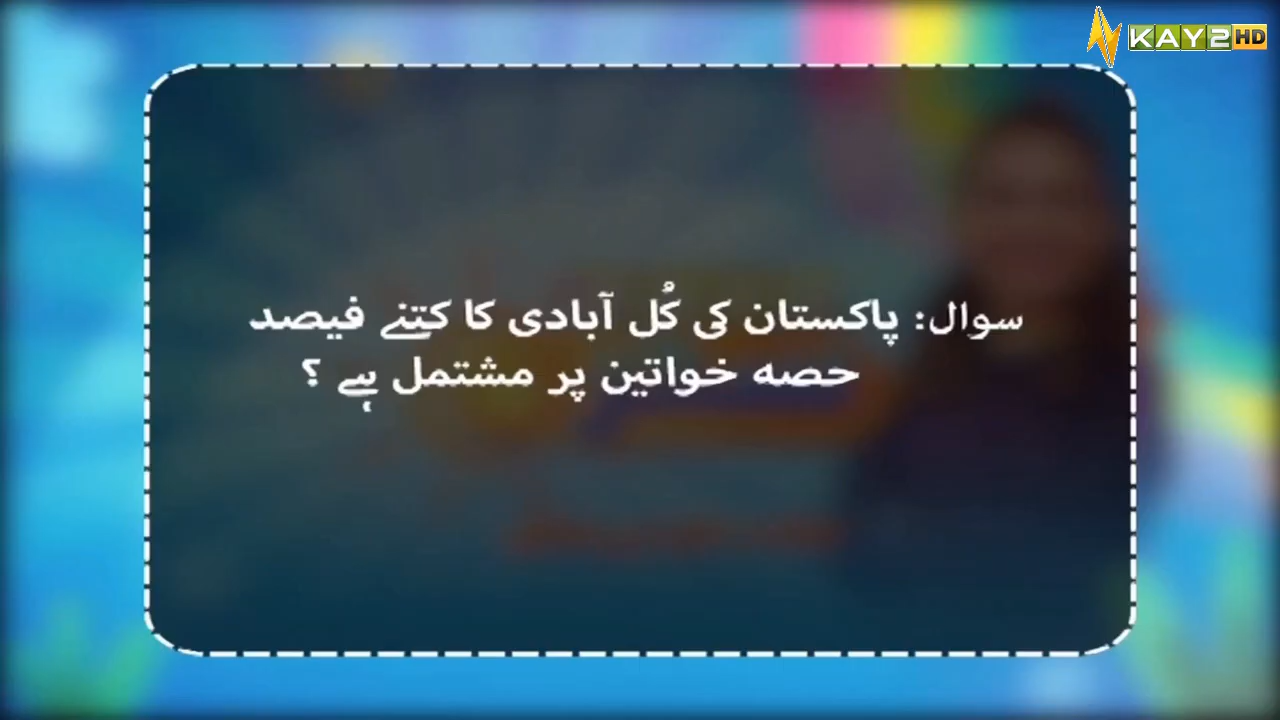 KAY2 HD
سوال: پاکستان کی کُل آبادی کا کتنے فیصد
حصہ خواتین پر مشتمل ہے ؟